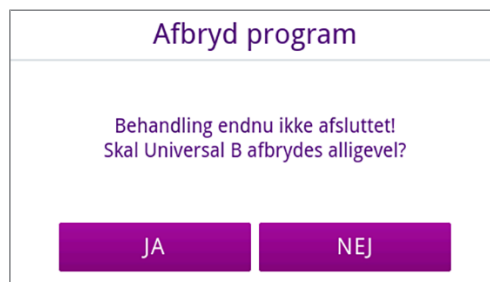 Afbryd program
Behandling endnu ikke afsluttet!
Skal Universal B afbrydes alligevel?
JA
NEJ